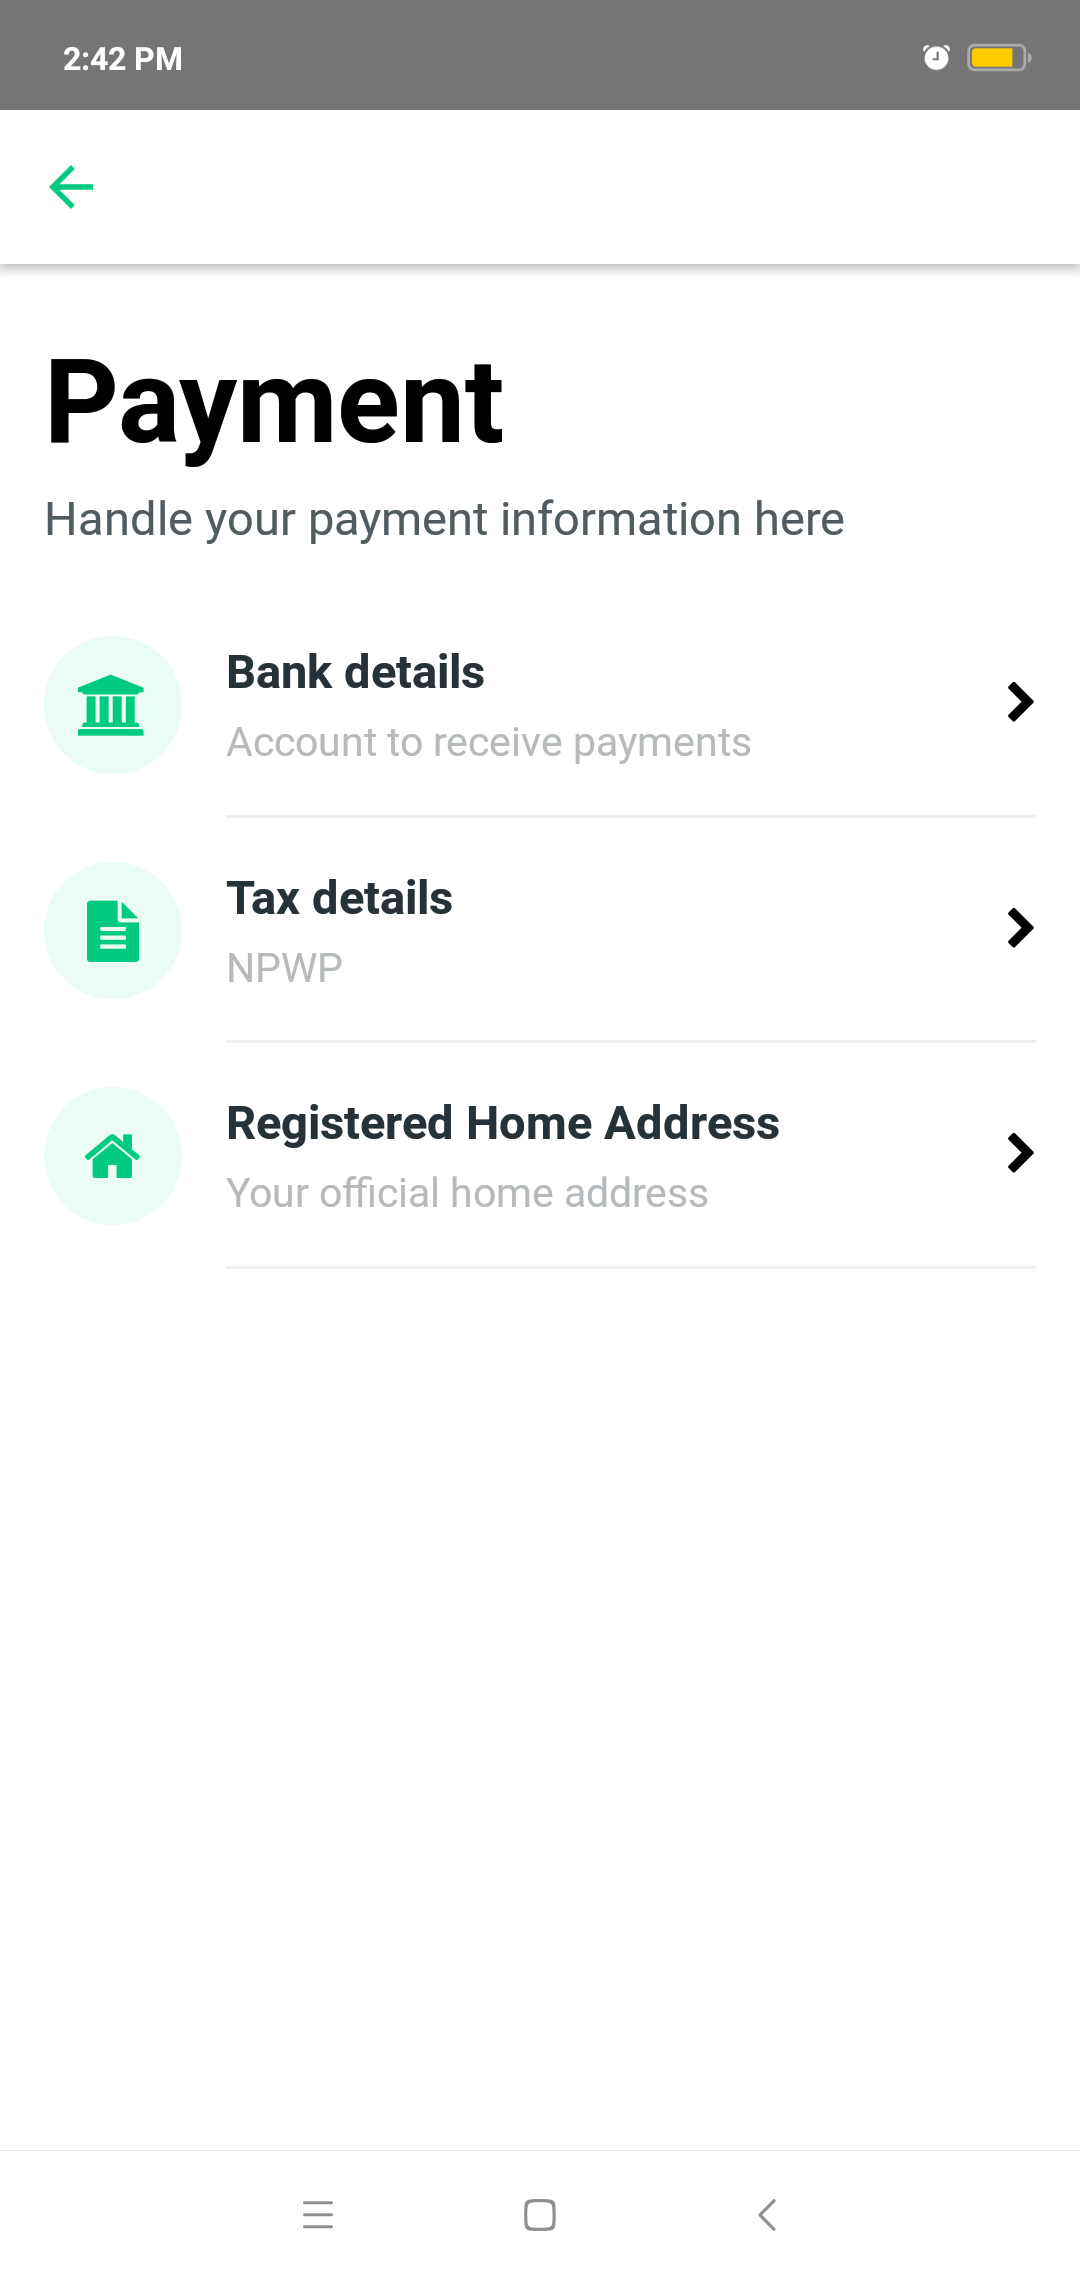 2:42 PM
Payment
Handle your payment information here
Bank details
Account to receive payments
Tax details
NPWP
Registered Home Address
Your official home address